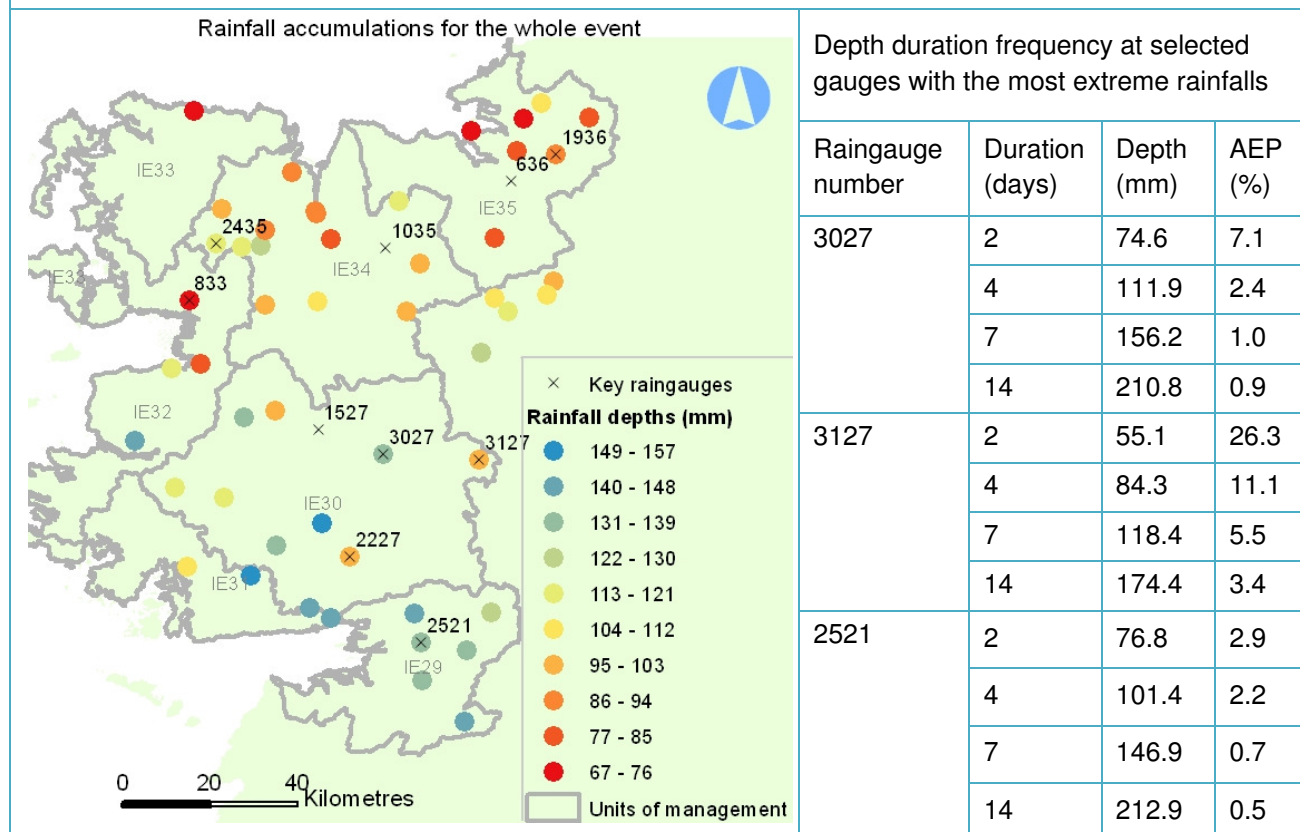 Rainfall accumulations for the whole event
1936
636
IE33
IE35
2435
1035
IE34
IE33
833
Key raingauges
Rainfall depths (mm)
149 - 157
140 - 148
131 - 139
122 - 130
113 - 121
104 - 112
95 - 103
86 - 94
77 - 85
67 - 76
Units of management
IE32
1527
3027
3127
IE30
2227
IE31
2521
IE29
0 20 40
Kilometres
Depth duration frequency at selected
gauges with the most extreme rainfalls
Raingauge number Duration (days) Depth (mm) AEP (%)
3027 2 74.6 7.1
4 111.9 2.4
7 156.2 1.0
14 210.8 0.9
3127 2 55.1 26.3
4 84.3 11.1
7 118.4 5.5
14 174.4 3.4
2521 2 76.8 2.9
4 101.4 2.2
7 146.9 0.7
14 212.9 0.5